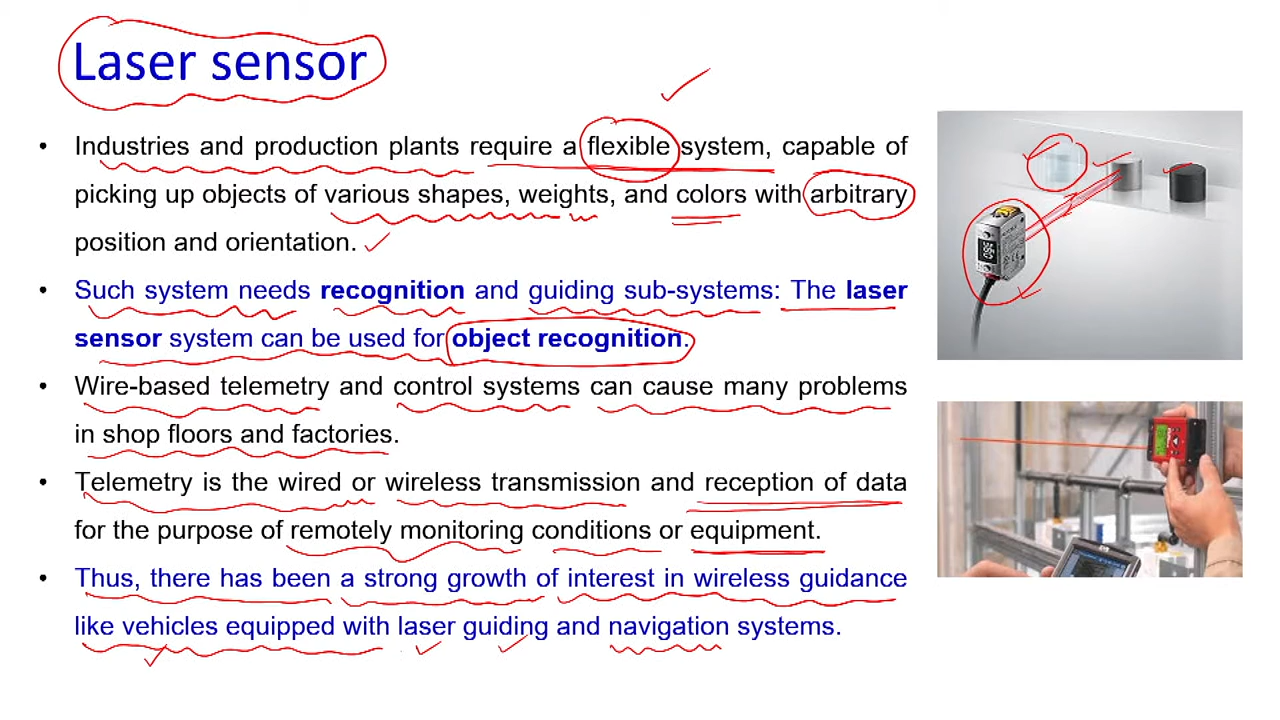 Laser sensor
• Industries and production plants require a flexible system, capable of
picking up objects of various shapes, weights, and colors with arbitrary
position and orientation.
• Such system needs recognition and guiding sub-systems: The laser
sensor system can be used for object recognition.
• Wire-based telemetry and control systems can cause many problems
in shop floors and factories.
• Telemetry is the wired or wireless transmission and reception of data
for the purpose of remotely monitoring conditions or equipment.
• Thus, there has been a strong growth of interest in wireless guidance
like vehicles equipped with laser guiding and navigation systems.